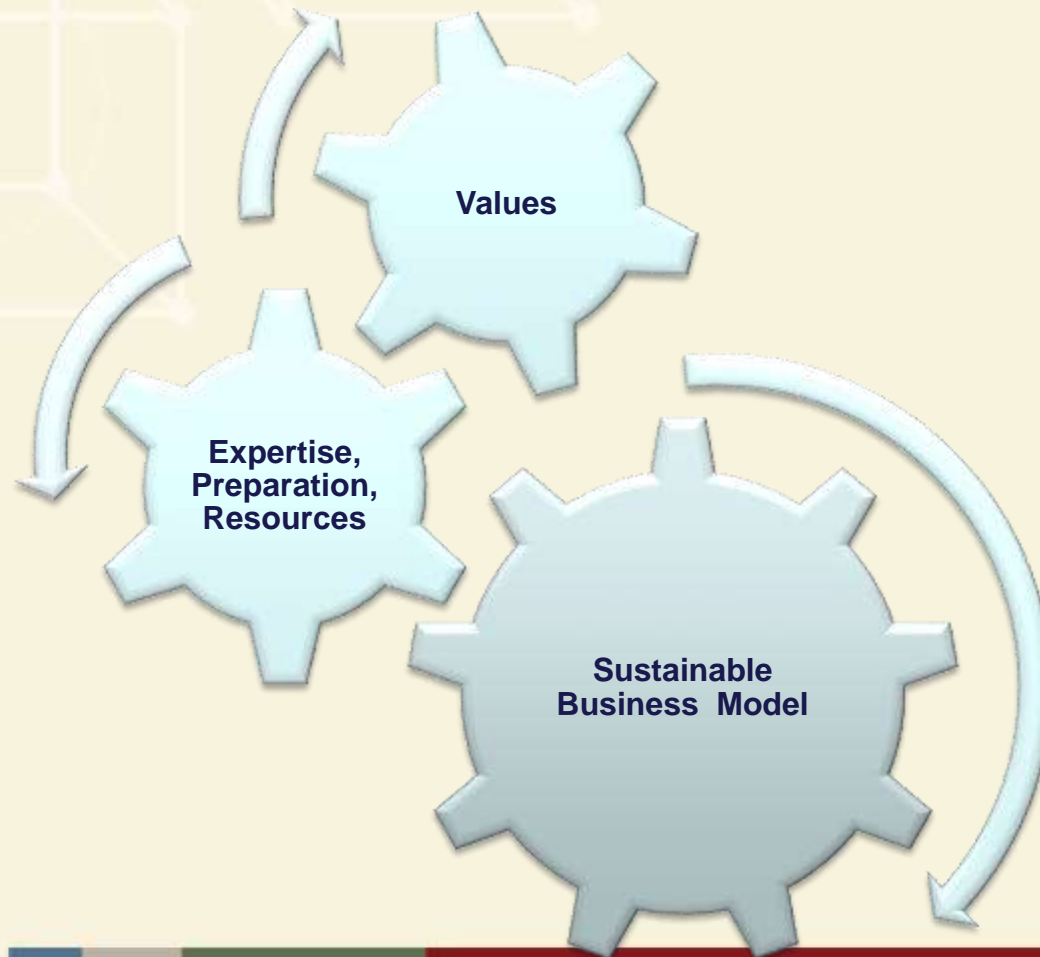 Values
Expertise,
Preparation,
Resources
Sustainable
Business  Model